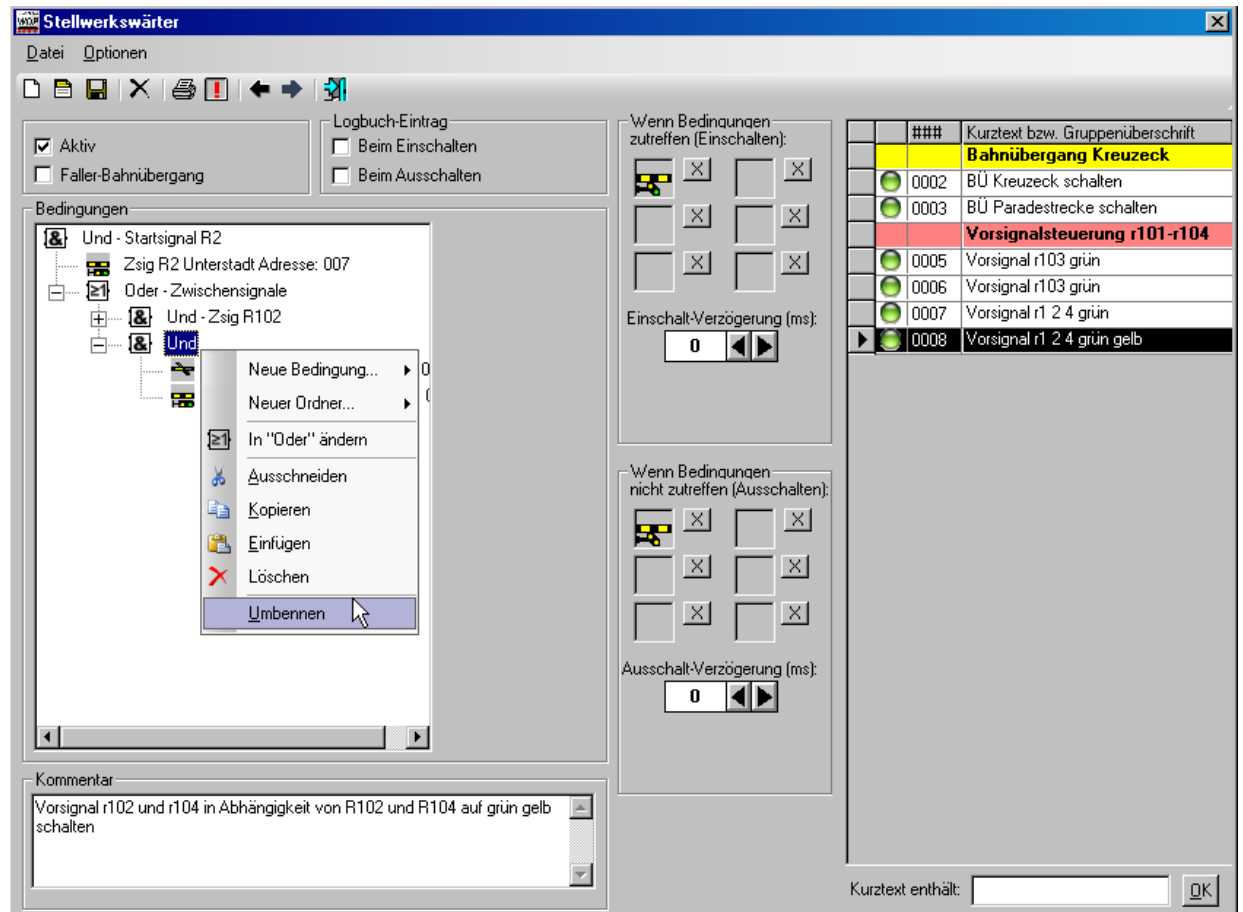 Stellwerkswärter
Datei Optionen
Aktiv
Faller-Bahnübergang
Logbuch-Eintrag
Beim Einschalten
Beim Ausschalten
Bedingungen
Und - Startsignal R2
Zsig R2 Unterstadt Adresse: 007
Oder - Zwischensignale
Und - Zsig R102
Und
Neue Bedingung...
Neuer Ordner...
In "Oder" ändern
Ausschneiden
Kopieren
Einfügen
Löschen
Umbennen
Kommentar
Vorsignal r102 und r104 in Abhängigkeit von R102 und R104 auf grün gelb
schalten
Wenn Bedingungen
zutreffen (Einschalten):
X X
X X
X X
Einschalt-Verzögerung (ms):
0
Wenn Bedingungen
nicht zutreffen (Ausschalten):
X X
X X
X X
Ausschalt-Verzögerung (ms):
0
### Kurztext bzw. Gruppenüberschrift
Bahnübergang Kreuzeck
0002 BÜ Kreuzeck schalten
0003 BÜ Paradestrecke schalten
Vorsignalsteuerung r101-r104
0005 Vorsignal r103 grün
0006 Vorsignal r103 grün
0007 Vorsignal r1 2 4 grün
0008 Vorsignal r1 2 4 grün gelb
Kurztext enthält:
OK